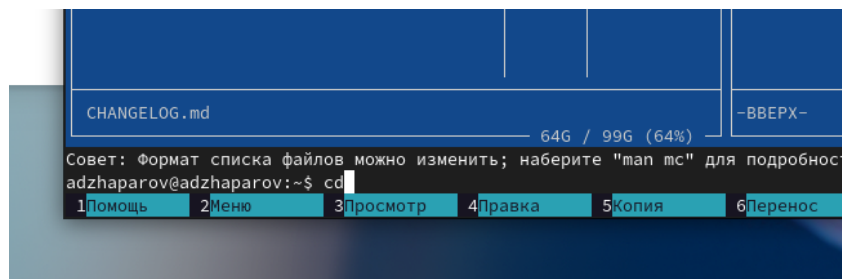 CHANGELOG.md
-ВВЕРХ-
64G / 99G (64%)
Совет: Формат списка файлов можно изменить; наберите "man mc" для подробнос
adzhaparov@adzhaparov:~$ cd
1Помощь 2Меню 3Просмотр 4Правка 5Копия 6Перенос